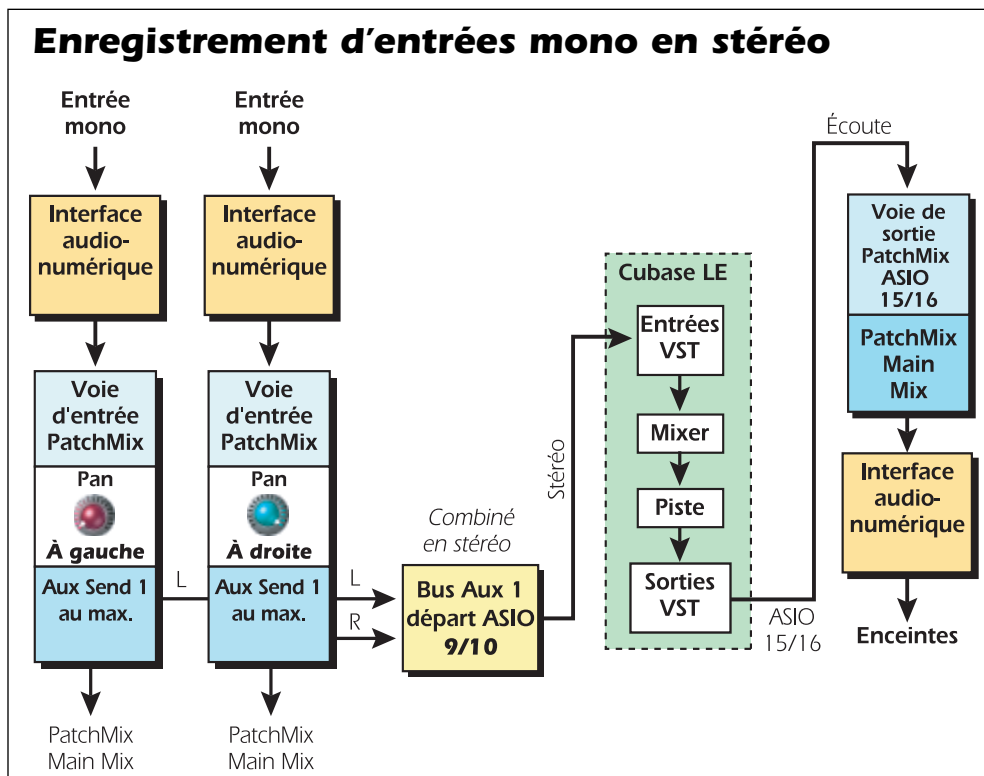 Enregistrement d’entrées mono en stéréo
Entrée
mono
Interface
audio-
numérique
Voie
d'entrée
PatchMix
Pan
À gauche
Aux Send 1
au max.
PatchMix
Main Mix
L
Entrée
mono
Interface
audio-
numérique
Voie
d'entrée
PatchMix
Pan
À droite
Aux Send 1
au max.
PatchMix
Main Mix
L
R
Combiné
en stéréo
Bus Aux 1
départ ASIO
9/10
Stéréo
Cubase LE
Entrées
VST
Mixer
Piste
Sorties
VST
ASIO
15/16
Écoute
Voie de
sortie
PatchMix
ASIO
15/16
PatchMix
Main
Mix
Interface
audio-
numérique
Enceintes